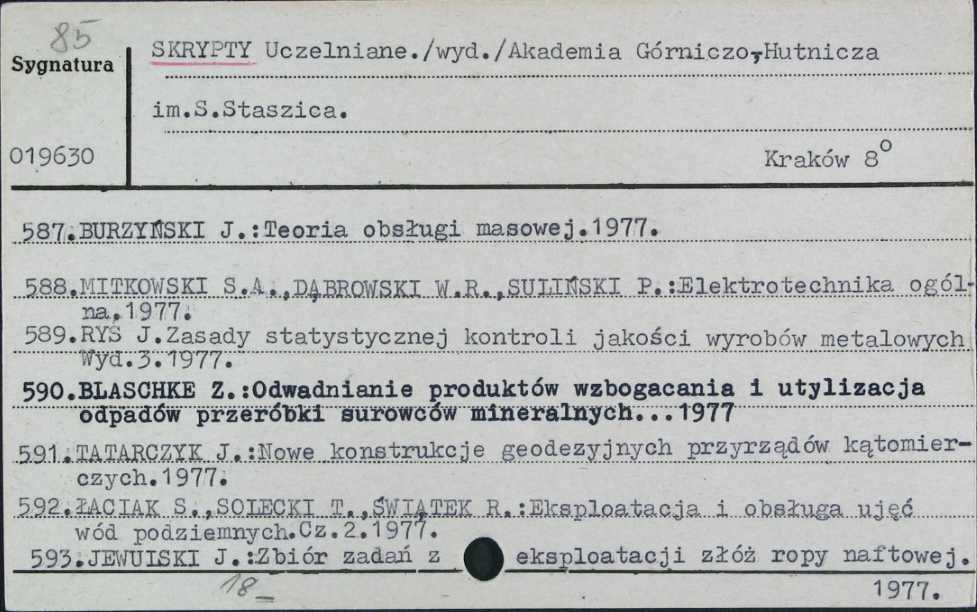 85
Sygnatura
SKRYPTY Uczelniane./wyd./Akademia Górniczo-Hutnicza
im.S.Staszica.
019630
Kraków 8°
587.BURZYŃSKI J.:Teoria obsługi masowej.1977.
588.MITKOWSKI S.A.,DĄBROWSKI W.R.,SULIŃSKI P.:Elektrotechnika ogól-
na.1977.
589.RYŚ J.Zasady statystycznej kontroli jakości wyrobów metalowych
Wyd.3.1977.
590.BLASCHKE Z.:Odwadnianie produktów wzbogacania i utylizacja
odpadów przeróbki surowców mineralnych...1977
591.TATARCZYK J.:Nowe konstrukcje geodezyjnych przyrządów kątomier-
czych.1977.
592.ŁACIAK S.,SOLECKI T.,ŚWIĄTEK R.:Eksploatacja i obsługa ujęć
wód podziemnych.Cz.2.1977.
593.JEWULSKI J.:Zbiór zadań z eksploatacji złóż ropy naftowej.
18-
1977.